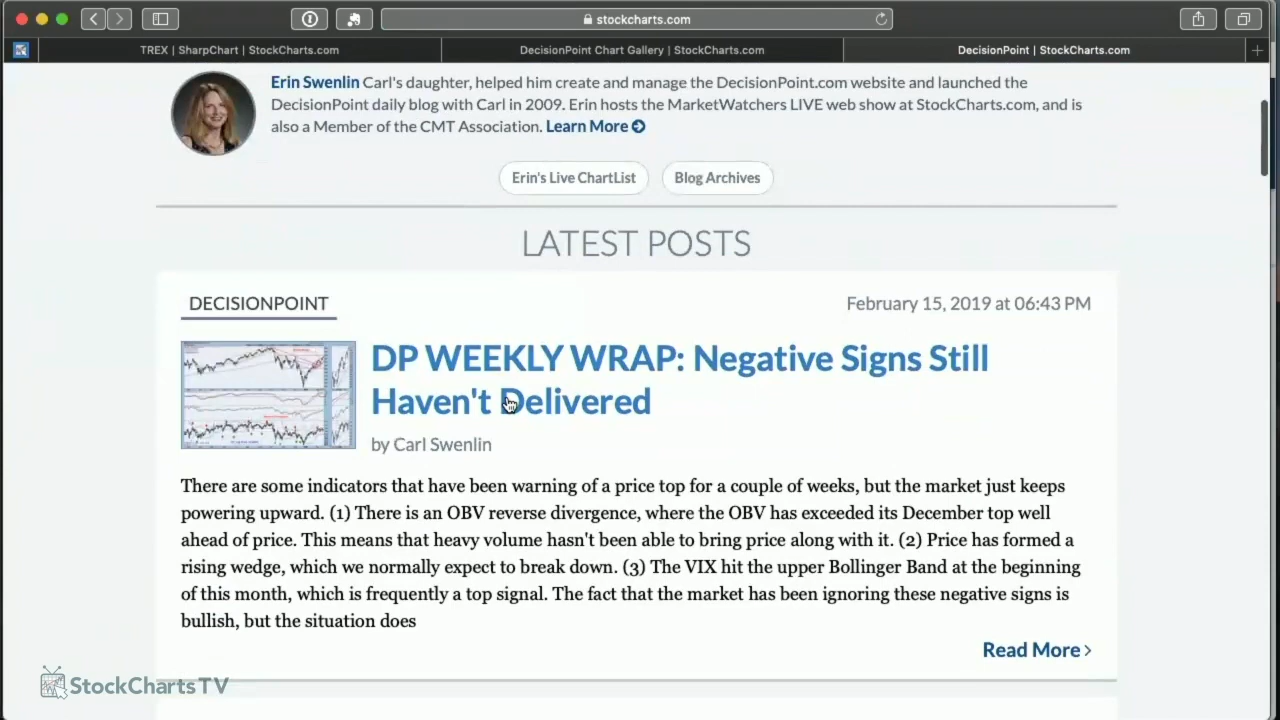 stockcharts.com
TREX | SharpChart | StockCharts.com
DecisionPoint Chart Gallery | StockCharts.com
DecisionPoint | StockCharts.com
Erin Swenlin Carl's daughter, helped him create and manage the DecisionPoint.com website and launched the
DecisionPoint daily blog with Carl in 2009. Erin hosts the MarketWatchers LIVE web show at StockCharts.com, and is
also a Member of the CMT Association. Learn More
Erin's Live ChartList
Blog Archives
LATEST POSTS
DECISIONPOINT
February 15, 2019 at 06:43 PM
DP WEEKLY WRAP: Negative Signs Still
Haven't Delivered
by Carl Swenlin
There are some indicators that have been warning of a price top for a couple of weeks, but the market just keeps
powering upward. (1) There is an OBV reverse divergence, where the OBV has exceeded its December top well
ahead of price. This means that heavy volume hasn't been able to bring price along with it. (2) Price has formed a
rising wedge, which we normally expect to break down. (3) The VIX hit the upper Bollinger Band at the beginning
of this month, which is frequently a top signal. The fact that the market has been ignoring these negative signs is
bullish, but the situation does
Read More
StockChartsTV